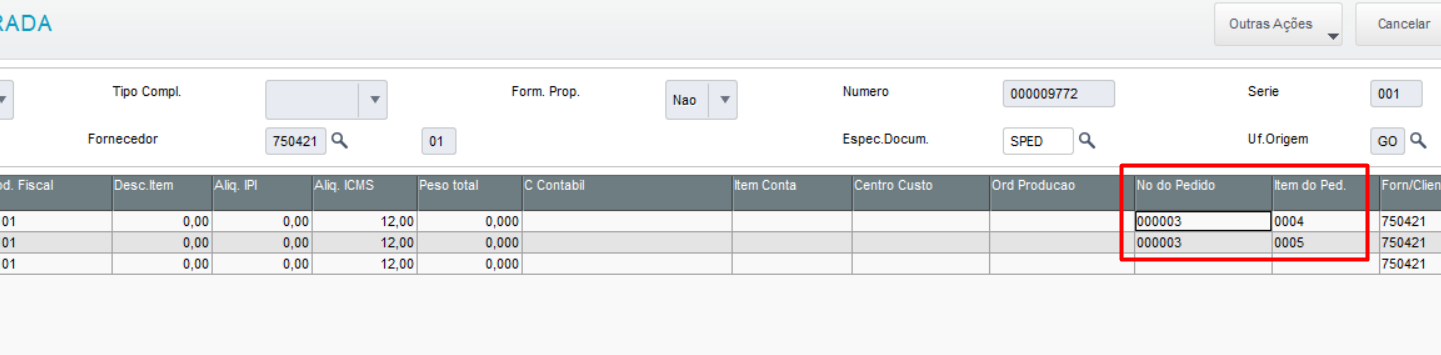 RADA
Outras Ações
Cancelar
Tipo Compl.
Form. Prop.
Nao
Numero
000009772
Serie
001
Fornecedor
750421
01
Espec.Docum.
SPED
Uf.Origem
GO
od. Fiscal Desc.Item Aliq. IPI Aliq. ICMS Peso total C Contabil Item Conta Centro Custo Ord Producao No do Pedido Item do Ped. Forn/Clien
01 0,00 0,00 12,00 0,000 000003 0004 750421
01 0,00 0,00 12,00 0,000 000003 0005 750421
01 0,00 0,00 12,00 0,000 750421